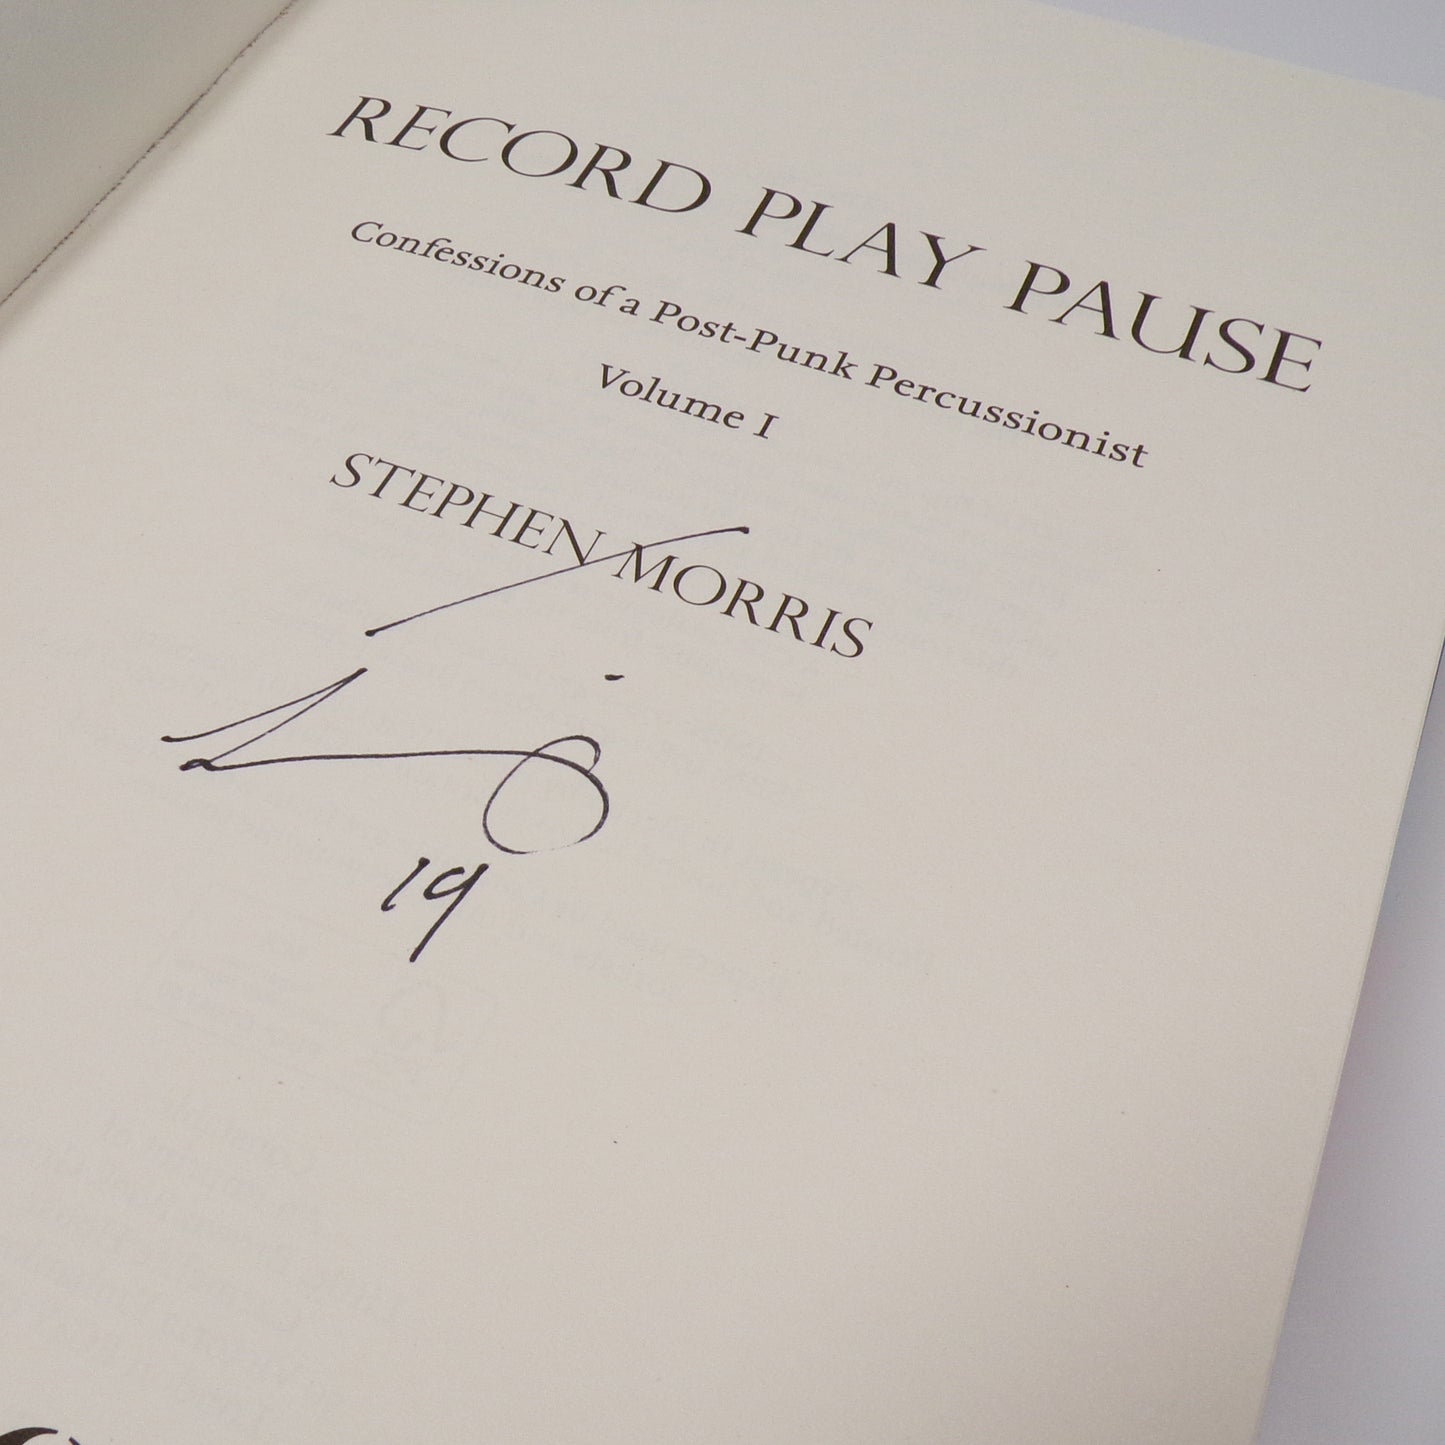 RECORD PLAY PAUSE
Confessions of a Post-Punk Percussionist
Volume I
STEPHEN MORRIS
19